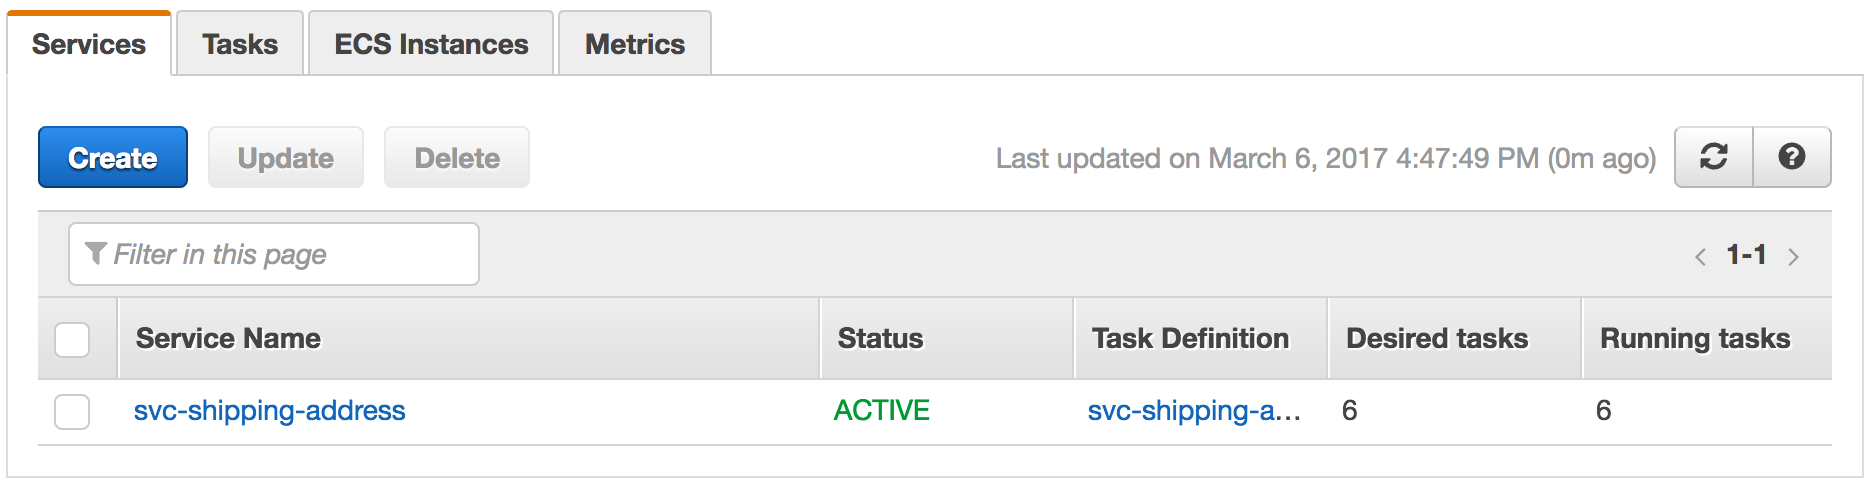 Services Tasks ECS Instances Metrics
Create Update Delete Last updated on March 6, 2017 4:47:49 PM (0m ago)
Filter in this page 1-1
Service Name Status Task Definition Desired tasks Running tasks
svc-shipping-address ACTIVE svc-shipping-a... 6 6